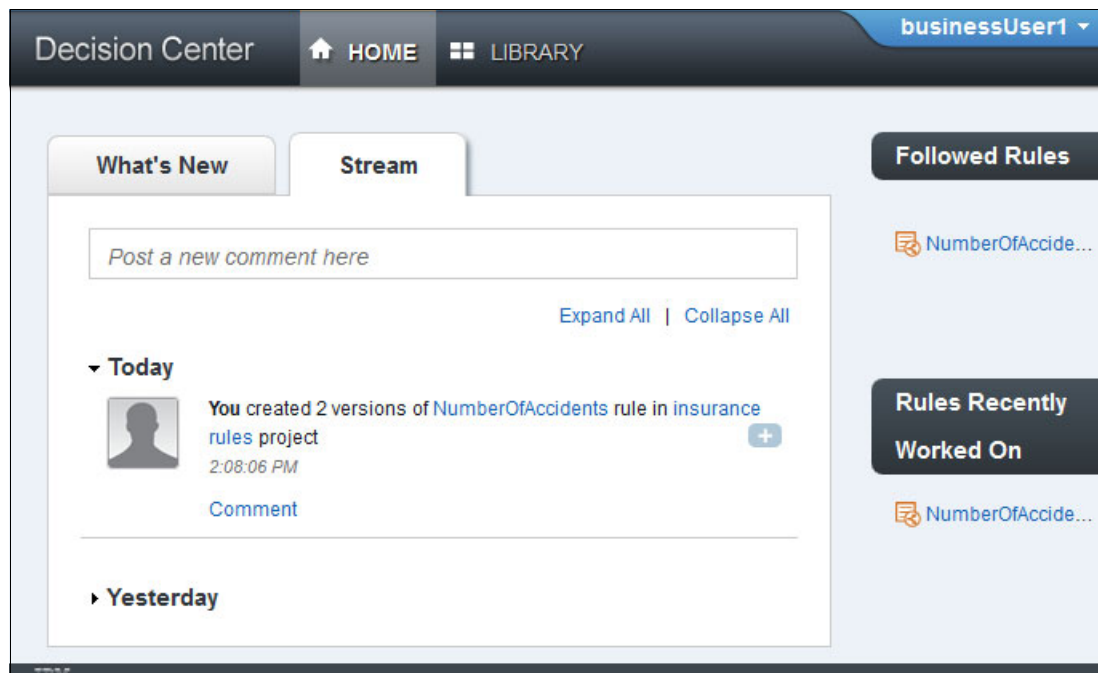 Decision Center
HOME
LIBRARY
businessUser1
What's New
Stream
Post a new comment here
Expand All | Collapse All
Today
You created 2 versions of NumberOfAccidents rule in insurance
rules project
2:08:06 PM
Comment
Yesterday
Followed Rules
NumberOfAccide...
Rules Recently
Worked On
NumberOfAccide...